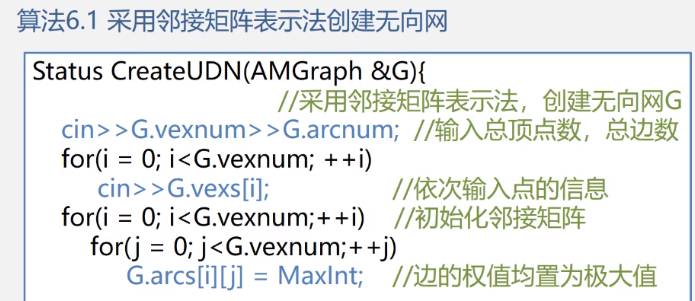 算法6.1 采用邻接矩阵表示法创建无向网
Status CreateUDN(AMGraph &G){
//采用邻接矩阵表示法，创建无向网G
cin>>G.vexnum>>G.arcnum; //输入总顶点数，总边数
for(i = 0; i<G.vexnum; ++i)
cin>>G.vexs[i]; //依次输入点的信息
for(i = 0; i<G.vexnum;++i) //初始化邻接矩阵
for(j = 0; j<G.vexnum;++j)
G.arcs[i][j] = MaxInt; //边的权值均置为极大值